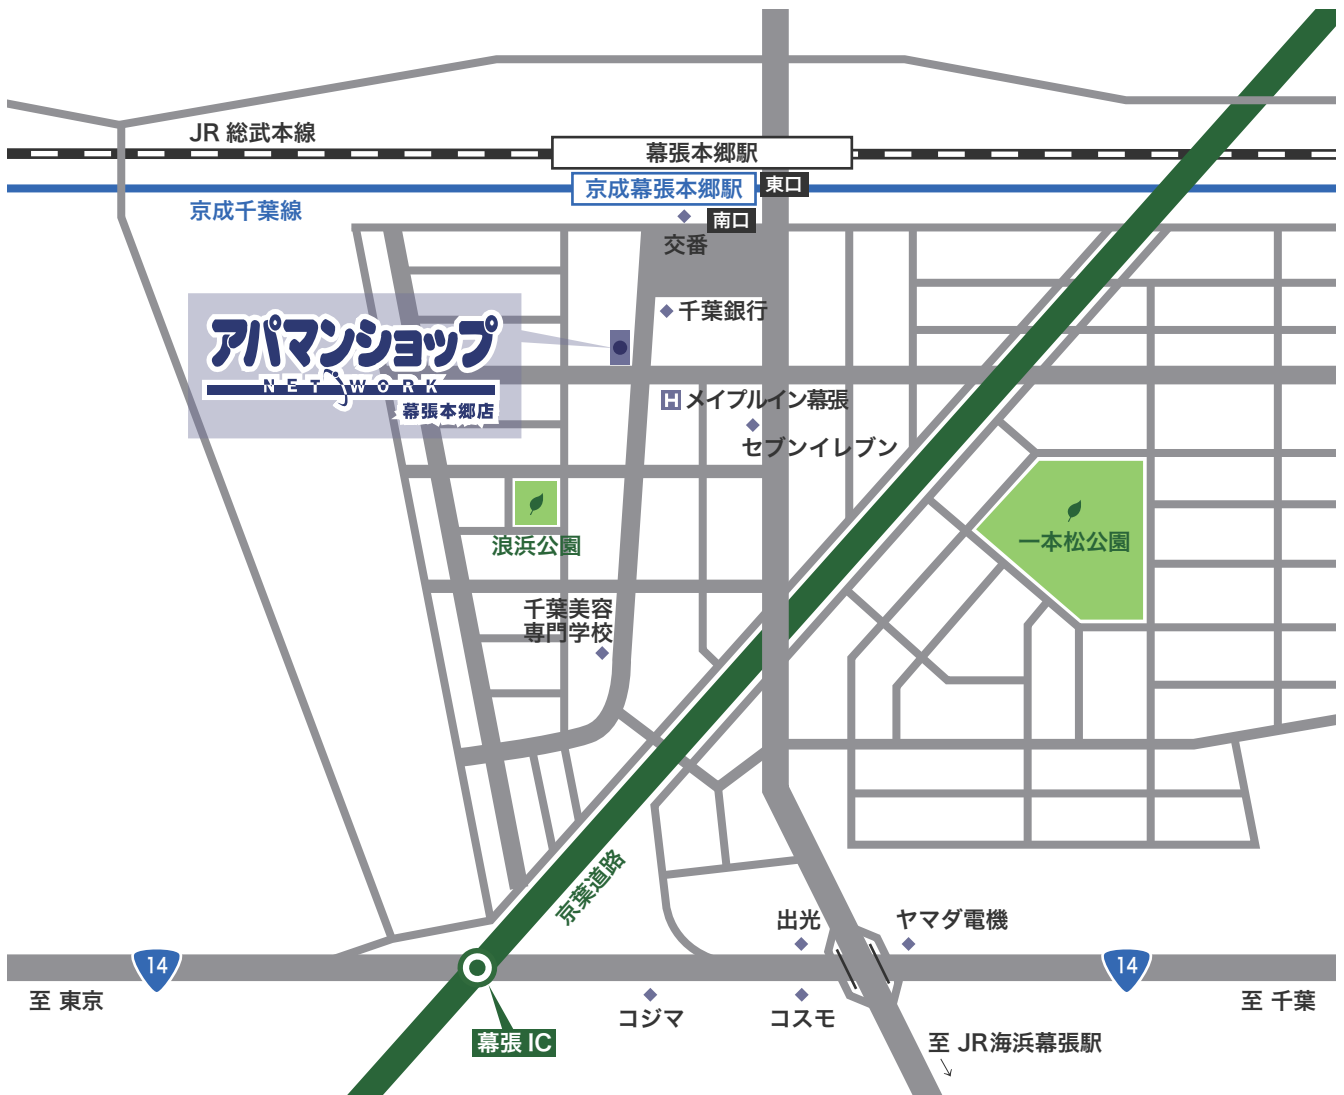 JR 総武本線
幕張本郷駅
京成幕張本郷駅
東口
京成千葉線
南口
交番
千葉銀行
アパマンショップ
NETWORK
幕張本郷店
H メイプルイン幕張
セブンイレブン
浪浜公園
一本松公園
千葉美容
専門学校
京葉道路
出光
ヤマダ電機
14
14
至 東京
至 千葉
コジマ
コスモ
幕張 IC
至 JR海浜幕張駅